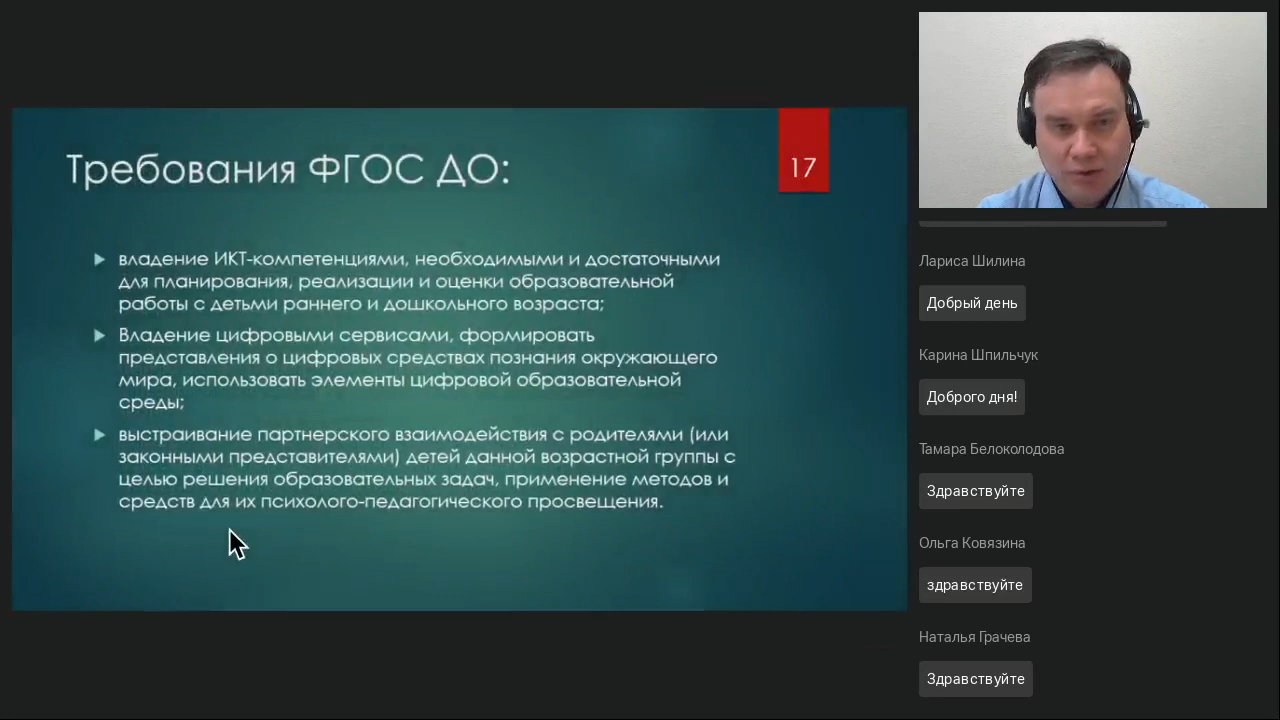 Требования ФГОС ДО:
17
владение ИКТ-компетенциями, необходимыми и достаточными
для планирования, реализации и оценки образовательной
работы с детьми раннего и дошкольного возраста;
Владение цифровыми сервисами, формировать
представления о цифровых средствах познания окружающего
мира, использовать элементы цифровой образовательной
среды;
выстраивание партнерского взаимодействия с родителями (или
законными представителями) детей данной возрастной группы с
целью решения образовательных задач, применение методов и
средств для их психолого-педагогического просвещения.
Лариса Шилина
Добрый день
Карина Шпильчук
Доброго дня!
Тамара Белоколодова
Здравствуйте
Ольга Ковязина
здравствуйте
Наталья Грачева
Здравствуйте